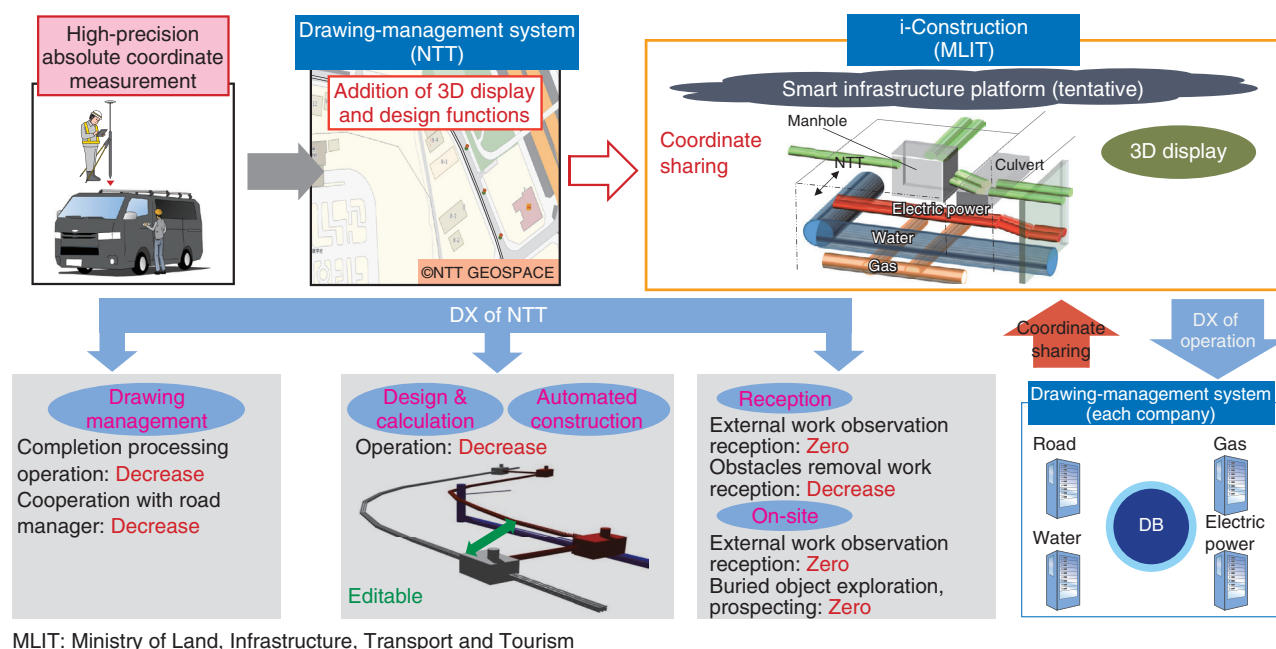 High-precision
absolute coordinate
measurement
Drawing-management system
(NTT)
Addition of 3D display
and design functions
©NTT GEOSPACE
i-Construction
(MLIT)
Smart infrastructure platform (tentative)
Coordinate
sharing
Manhole
NTT
Culvert
Electric power
Water
Gas
3D display
DX of NTT
Coordinate
sharing
DX of
operation
Drawing
management
Completion processing
operation: Decrease
Cooperation with road
manager: Decrease
Design &
calculation
Automated
construction
Operation: Decrease
Editable
Reception
External work observation
reception: Zero
Obstacles removal work
reception: Decrease
On-site
External work observation
reception: Zero
Buried object exploration,
prospecting: Zero
Drawing-management system
(each company)
Road
Gas
Water
DB
Electric
power
MLIT: Ministry of Land, Infrastructure, Transport and Tourism